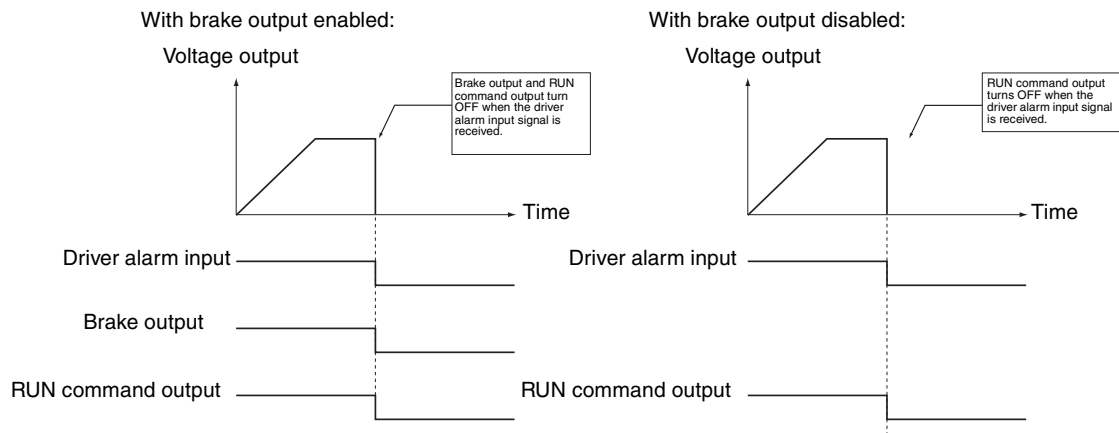 With brake output enabled:
Voltage output
Brake output and RUN
command output turn
OFF when the driver
alarm input signal is
received.
Time
Driver alarm input
Brake output
RUN command output
With brake output disabled:
Voltage output
RUN command output
turns OFF when the
driver alarm input signal
is received.
Time
Driver alarm input
RUN command output